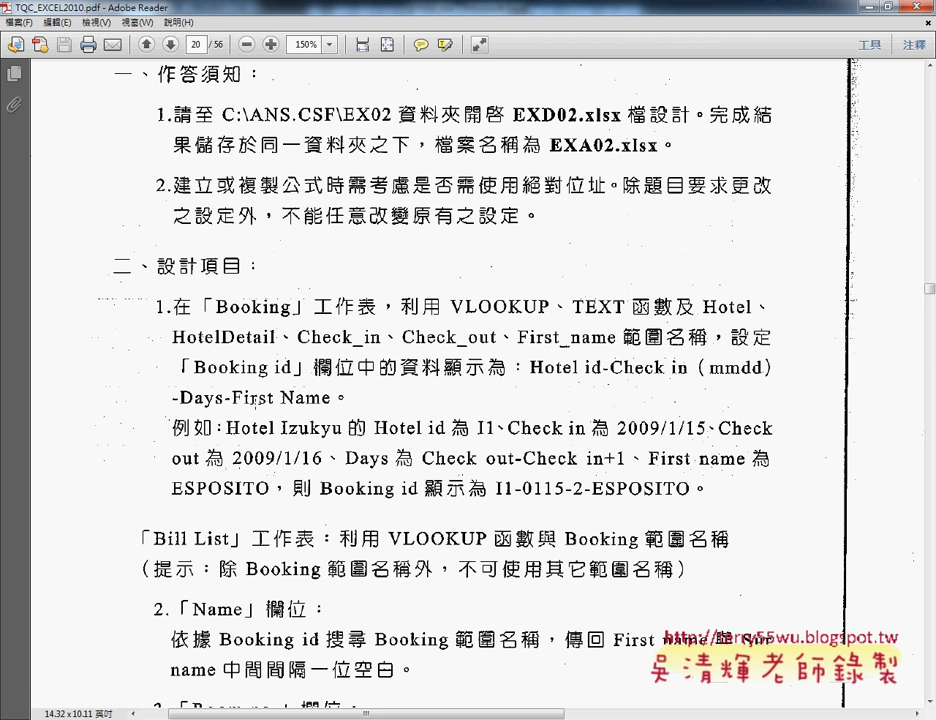 TQC_EXCEL2010.pdf - Adobe Reader
檔案(F) 編輯(E) 檢視(V) 視窗(W) 說明(H)
20 / 56 150% 工具 注釋
一、作答須知：
1.請至 C:\ANS.CSF\EX02 資料夾開啟 EXD02.xlsx 檔設計。完成結
果儲存於同一資料夾之下，檔案名稱為 EXA02.xlsx。
2.建立或複製公式時需考慮是否需使用絕對位址。除題目要求更改
之設定外，不能任意改變原有之設定。
二、設計項目：
1.在「Booking」工作表，利用 VLOOKUP、TEXT 函數及 Hotel、
HotelDetail、Check_in、Check_out、First_name 範圍名稱，設定
「Booking id」欄位中的資料顯示為：Hotel id-Check in（mmdd）
-Days-First Name。
例如：Hotel Izukyu 的 Hotel id 為 I1、Check in 為 2009/1/15、Check
out 為 2009/1/16、Days 為 Check out-Check in+1、First name 為
ESPOSITO，則 Booking id 顯示為 I1-0115-2-ESPOSITO。
「Bill List」工作表：利用 VLOOKUP 函數與 Booking 範圍名稱
（提示：除 Booking 範圍名稱外，不可使用其它範圍名稱）
2.「Name」欄位：
依據 Booking id 搜尋 Booking 範圍名稱，傳回 First name 與 Sur
name 中間間隔一位空白。
http://terry55wu.blogspot.tw
吳清輝老師錄製
14.32 x 10.11 英吋